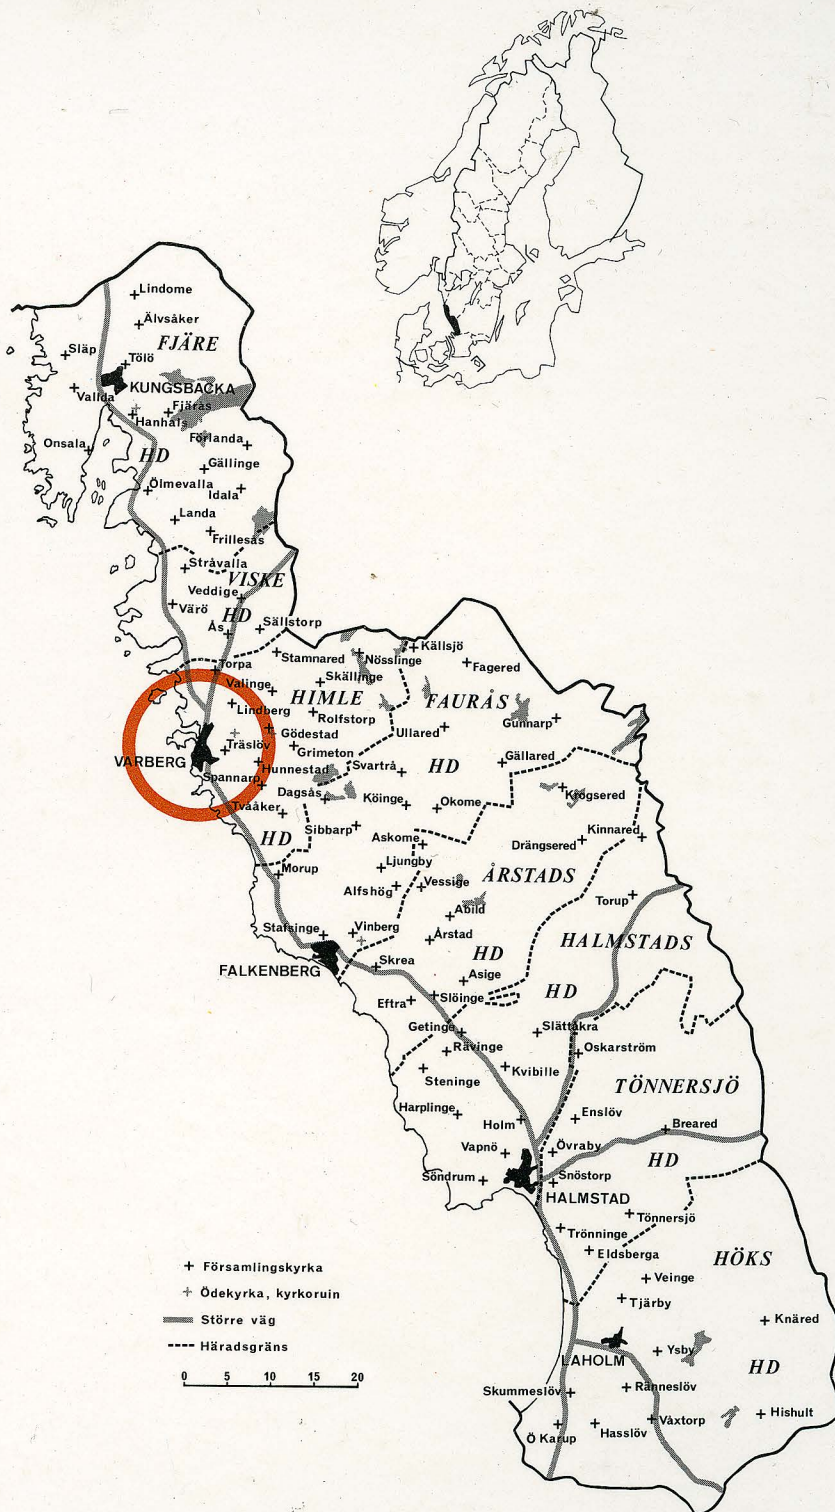 Lindome
Älvsåker
FJÄRE
Släp
Tölö
KUNGSBACKA
Vallda
Fjärås
Hanhals
Förlanda
Onsala
HD
Gällinge
Ölmevalla
Idala
Landa
Frillesås
Stråvalla
VISKE
Veddige
Värö
HD
Ås
Sällstorp
Källsjö
Stamnared
Nösslinge
Torpa
Fagered
Skällinge
Valinge
HIMLE
FAURÅS
Lindberg
Rolfstorp
Gunnarp
Gödestad
Ullared
Träslöv
Grimeton
Gällared
VARBERG
Hunnestad
Svartrå
HD
Spannarp
Dagsås
Köinge
Okome
Krogsered
Tvååker
Sibbarp
Kinnared
HD
Askome
Drängsered
Ljungby
Morup
ÅRSTADS
Alfshög
Vessige
Torup
Abild
Stafsinge
Vinberg
Årstad
HALMSTADS
HD
FALKENBERG
Skrea
Asige
HD
Eftra
Slöinge
Getinge
Slättåkra
Rävinge
Oskarström
Kvibille
Steninge
TÖNNERSJÖ
Harplinge
Enslöv
Holm
Breared
Vapnö
Övraby
HD
Söndrum
Snöstorp
HALMSTAD
Tönnersjö
Trönninge
Eldsberga
HÖKS
Veinge
Tjärby
Knäred
Ysby
LAHOLM
HD
Ränneslöv
Skummeslöv
Hishult
Våxtorp
Hasslöv
Ö Karup
Församlingskyrka
Ödekyrka, kyrkoruin
Större väg
Häradsgräns
0 5 10 15 20